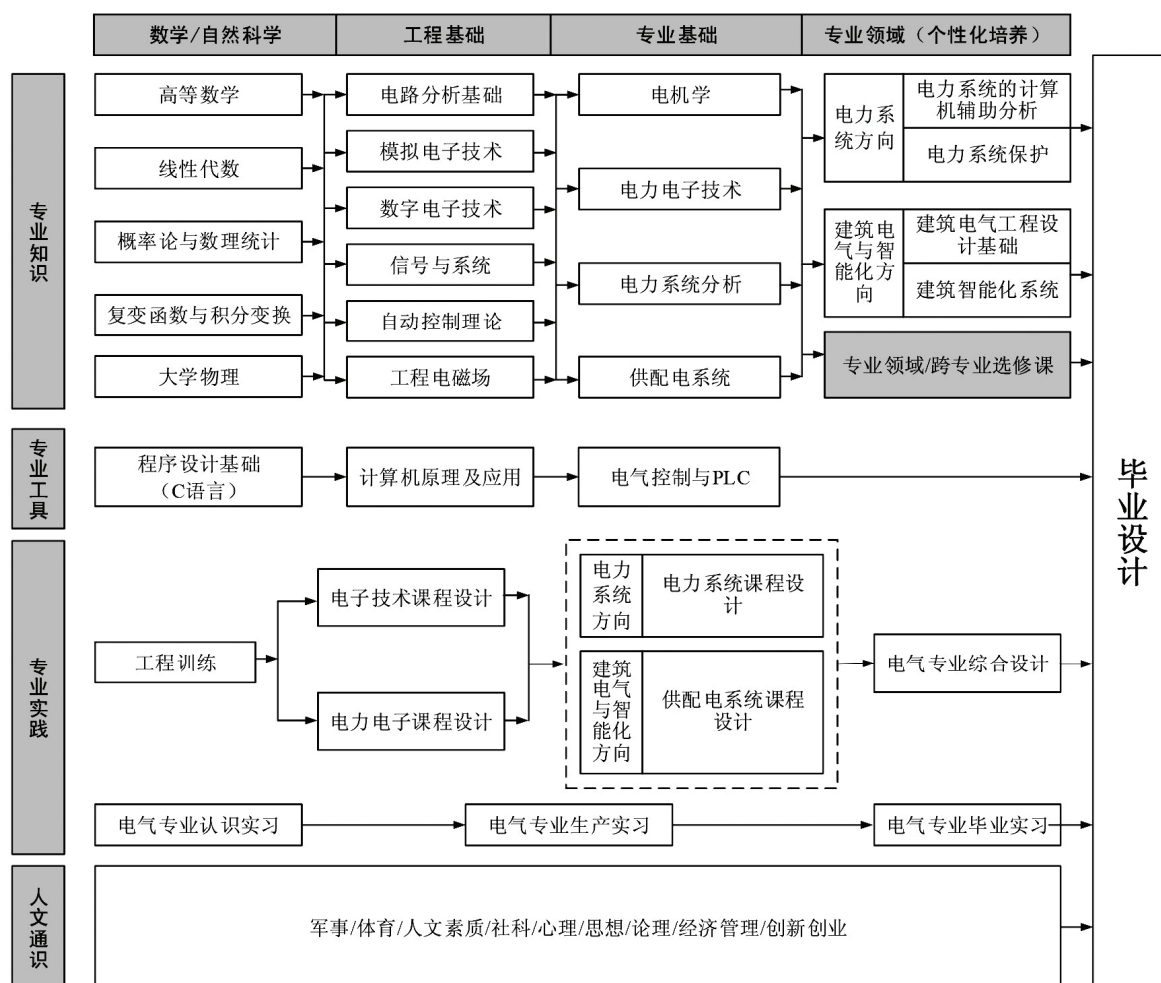 数学/自然科学
工程基础
专业基础
专业领域（个性化培养）
专业知识
高等数学
线性代数
概率论与数理统计
复变函数与积分变换
大学物理
电路分析基础
模拟电子技术
数字电子技术
信号与系统
自动控制理论
工程电磁场
电机学
电力电子技术
电力系统分析
供配电系统
电力系
统方向
电力系统的计算
机辅助分析
电力系统保护
建筑电
气与智
能化方
向
建筑电气工程设
计基础
建筑智能化系统
专业领域/跨专业选修课
专业工具
程序设计基础
（C语言）
计算机原理及应用
电气控制与PLC
专业实践
工程训练
电子技术课程设计
电力电子课程设计
电力
系统
方向
电力系统课程设
计
建筑
电气
与智
能化
方向
供配电系统课程
设计
电气专业综合设计
电气专业认识实习
电气专业生产实习
电气专业毕业实习
人文通识
军事/体育/人文素质/社科/心理/思想/论理/经济管理/创新创业
毕业设计